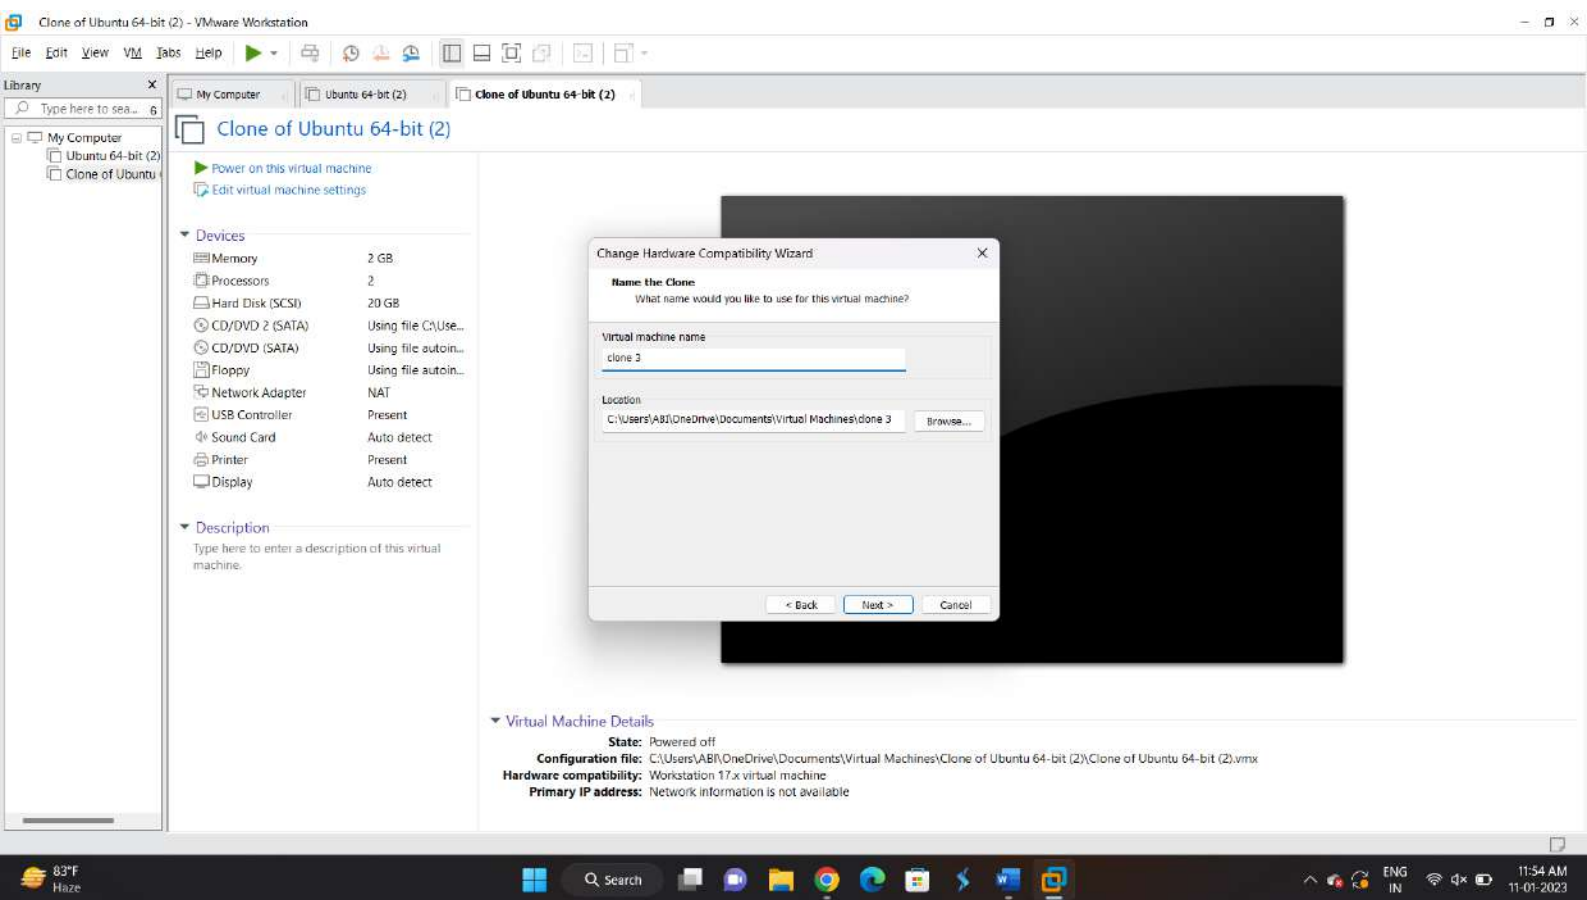 Clone of Ubuntu 64-bit (2) - VMware Workstation
File Edit View VM Tabs Help
Library X
Type here to sea... 6
My Computer
Ubuntu 64-bit (2)
Clone of Ubuntu
My Computer
Ubuntu 64-bit (2)
Clone of Ubuntu 64-bit (2)
Clone of Ubuntu 64-bit (2)
Power on this virtual machine
Edit virtual machine settings
Devices
Memory 2 GB
Processors 2
Hard Disk (SCSI) 20 GB
CD/DVD 2 (SATA) Using file C:\Use...
CD/DVD (SATA) Using file autoin...
Floppy Using file autoin...
Network Adapter NAT
USB Controller Present
Sound Card Auto detect
Printer Present
Display Auto detect
Description
Type here to enter a description of this virtual
machine.
Change Hardware Compatibility Wizard
Name the Clone
What name would you like to use for this virtual machine?
Virtual machine name
clone 3
Location
C:\Users\ABI\OneDrive\Documents\Virtual Machines\clone 3
Browse...
< Back Next > Cancel
Virtual Machine Details
State: Powered off
Configuration file: C:\Users\ABI\OneDrive\Documents\Virtual Machines\Clone of Ubuntu 64-bit (2)\Clone of Ubuntu 64-bit (2).vmx
Hardware compatibility: Workstation 17.x virtual machine
Primary IP address: Network information is not available
83°F
Haze
Search
ENG
IN
11:54 AM
11-01-2023